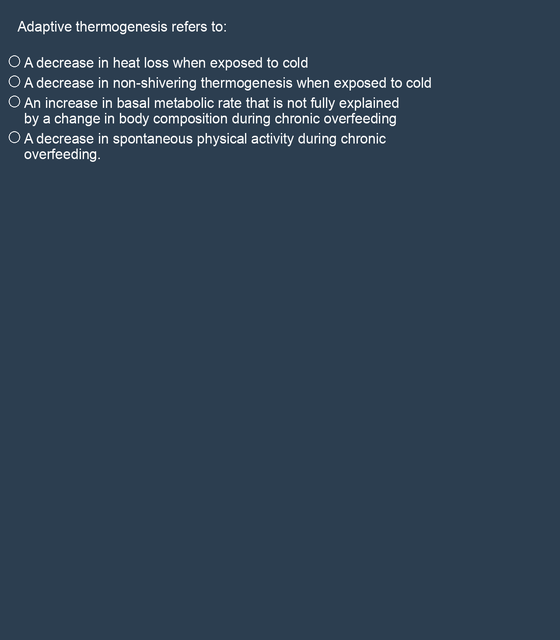 Adaptive thermogenesis refers to:
A decrease in heat loss when exposed to cold
A decrease in non-shivering thermogenesis when exposed to cold
An increase in basal metabolic rate that is not fully explained
by a change in body composition during chronic overfeeding
A decrease in spontaneous physical activity during chronic
overfeeding.